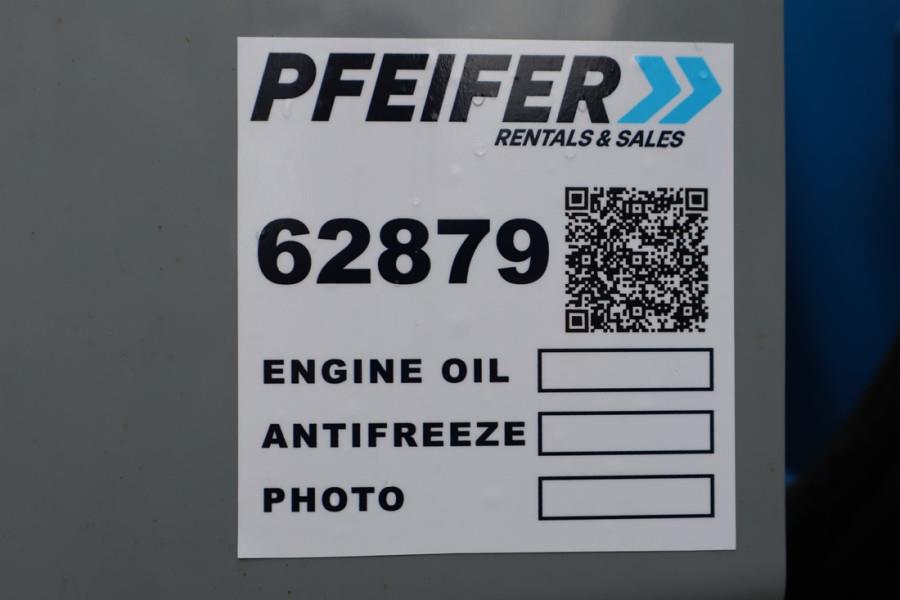 PFEIFER
RENTALS & SALES
62879
ENGINE OIL
ANTIFREEZE
PHOTO